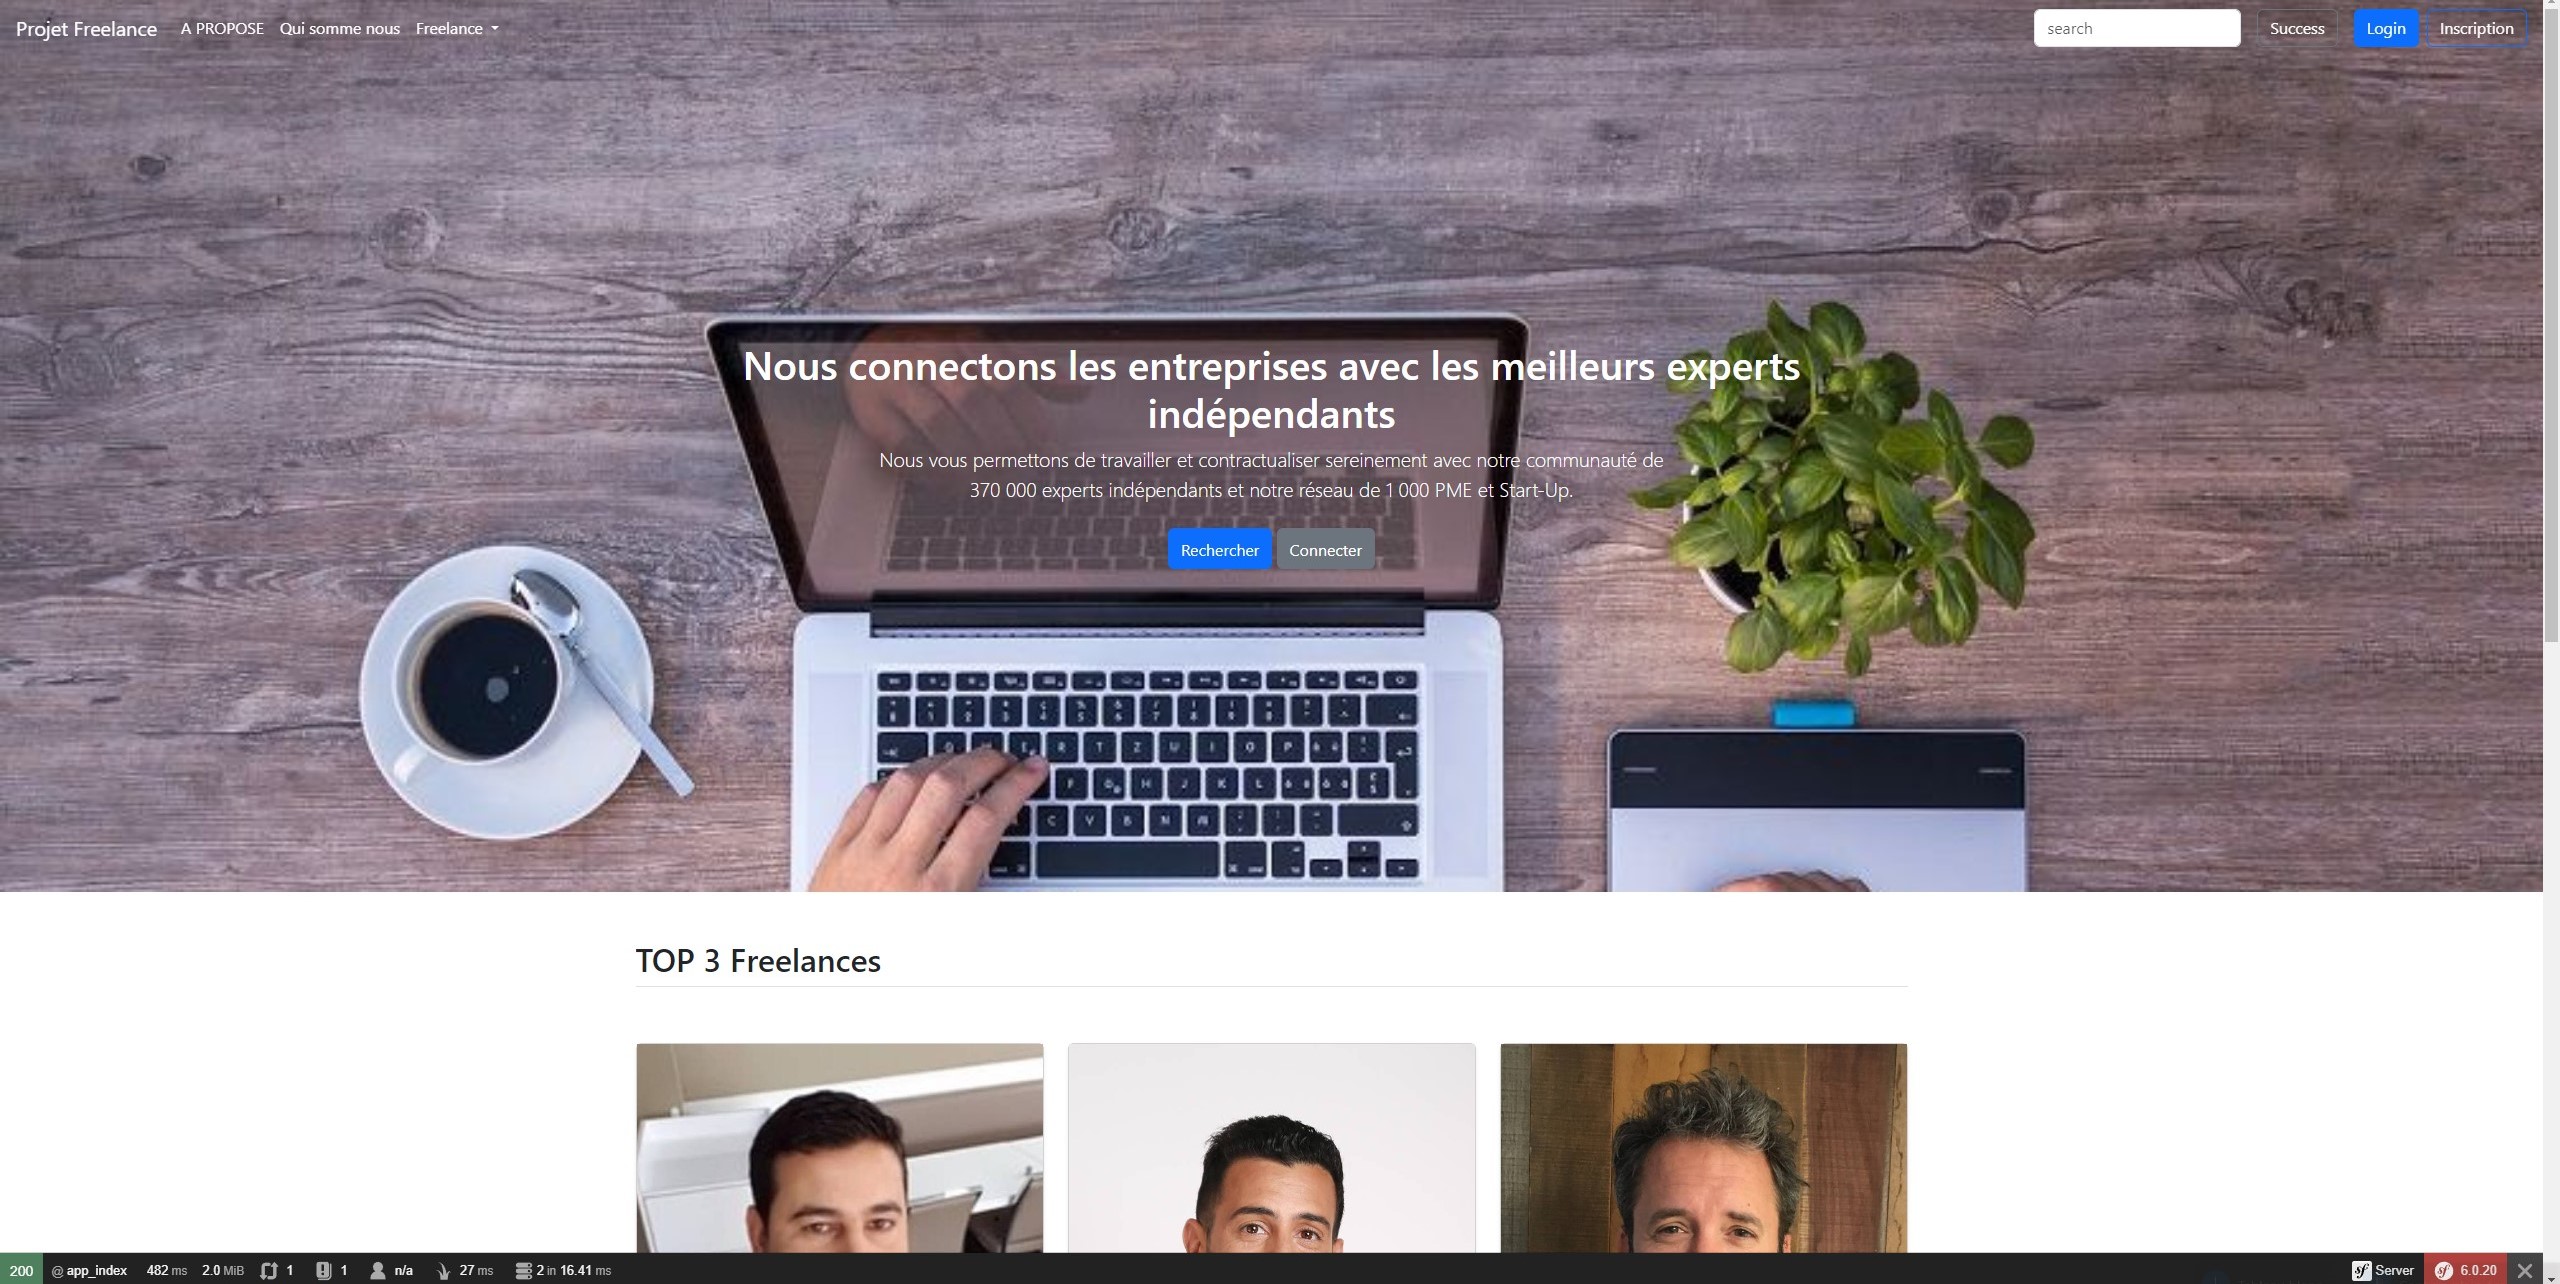 Projet Freelance A PROPOSE Qui somme nous Freelance search Success Login Inscription
Nous connectons les entreprises avec les meilleurs experts
indépendants
Nous vous permettons de travailler et contractualiser sereinement avec notre communauté de
370 000 experts indépendants et notre réseau de 1 000 PME et Start-Up.
Rechercher Connecter
TOP 3 Freelances
200 @ app_index 482 ms 2.0 MiB 1 1 n/a 27 ms 2 in 16.41 ms Server 6.0.20